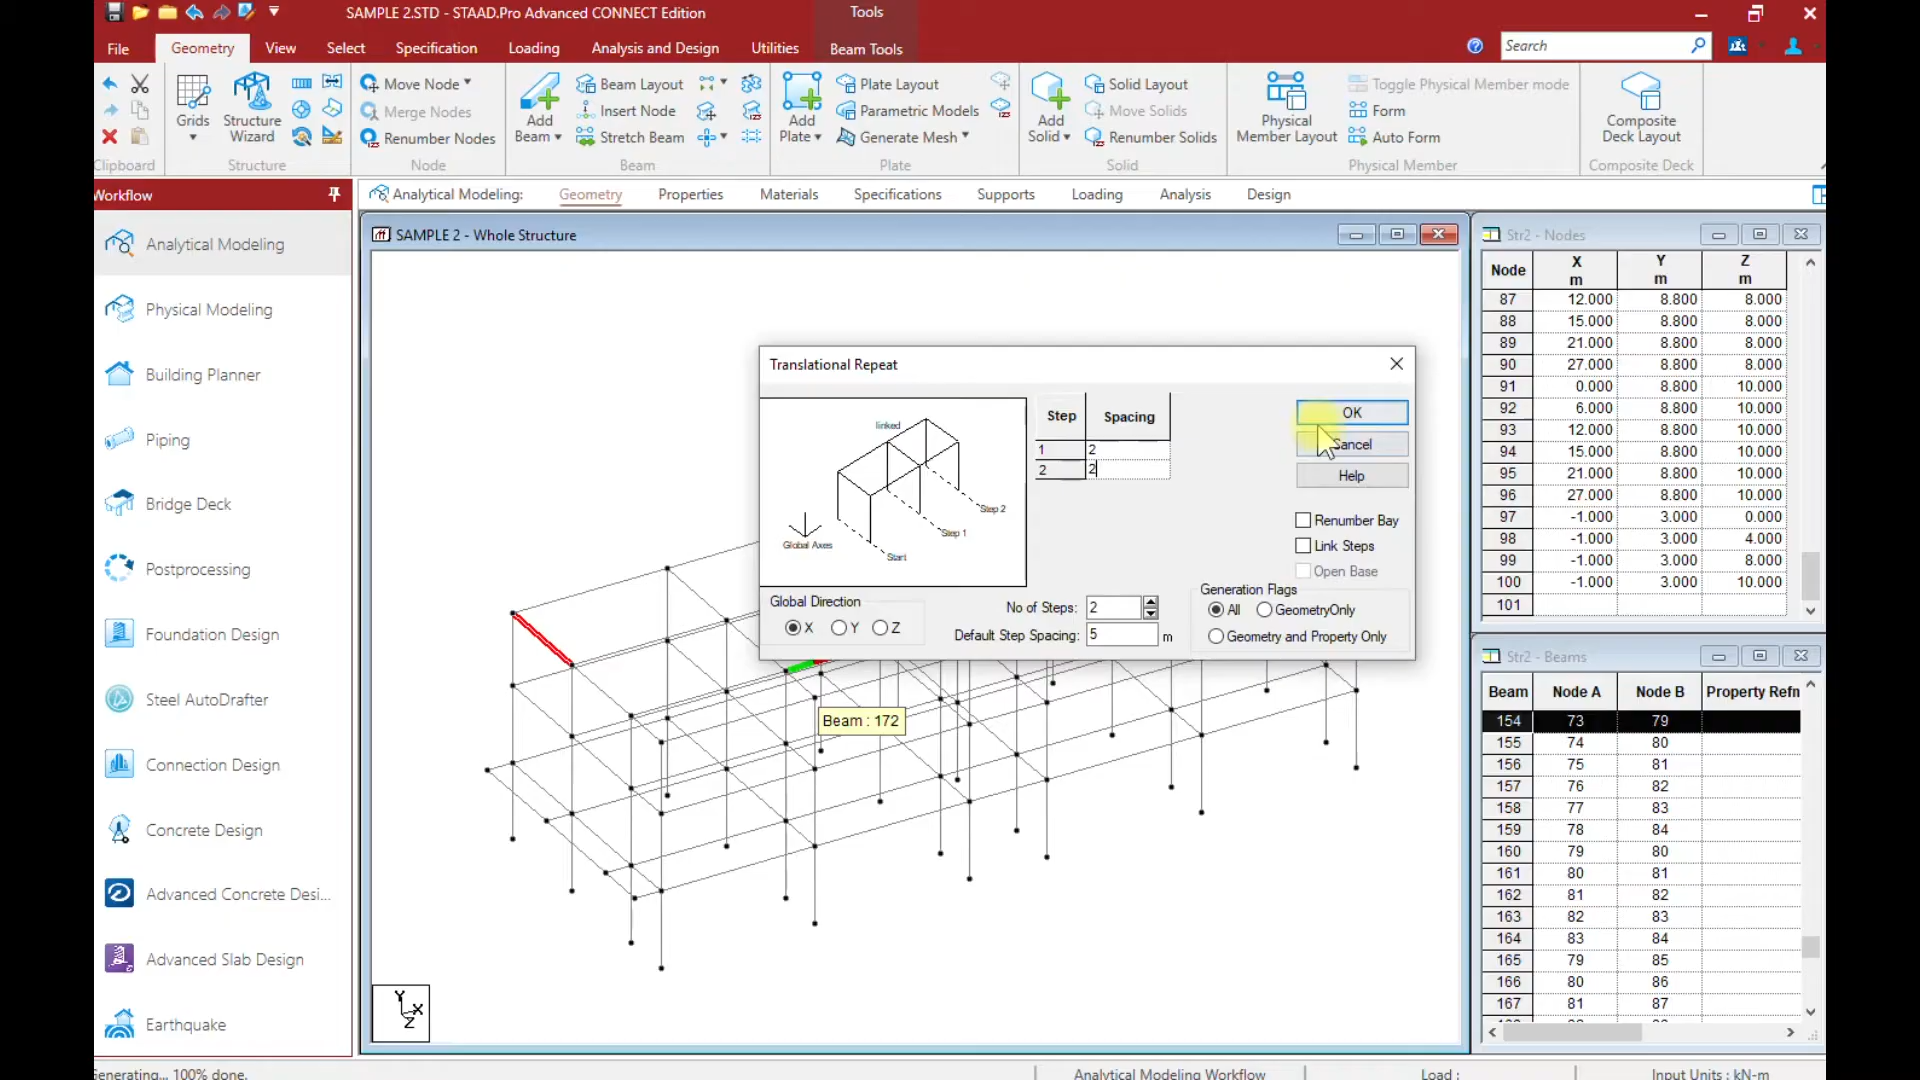 SAMPLE 2.STD - STAAD.Pro Advanced CONNECT Edition
Tools
File
Geometry
View
Select
Specification
Loading
Analysis and Design
Utilities
Beam Tools
Search
Grids
Structure Wizard
Move Node
Merge Nodes
Renumber Nodes
Add Beam
Beam Layout
Insert Node
Stretch Beam
Add Plate
Plate Layout
Parametric Models
Generate Mesh
Add Solid
Solid Layout
Move Solids
Renumber Solids
Physical Member Layout
Toggle Physical Member mode
Form
Auto Form
Composite Deck Layout
Clipboard
Structure
Node
Beam
Plate
Solid
Physical Member
Composite Deck
Workflow
Analytical Modeling:
Geometry
Properties
Materials
Specifications
Supports
Loading
Analysis
Design
Analytical Modeling
Physical Modeling
Building Planner
Piping
Bridge Deck
Postprocessing
Foundation Design
Steel AutoDrafter
Connection Design
Concrete Design
Advanced Concrete Desi...
Advanced Slab Design
Earthquake
SAMPLE 2 - Whole Structure
Translational Repeat
linked
Step 2
Step 1
Start
Global Axes
Step Spacing
1 2
2 2
OK
Cancel
Help
Renumber Bay
Link Steps
Open Base
Global Direction
X Y Z
No of Steps: 2
Default Step Spacing: 5 m
Generation Flags
All GeometryOnly
Geometry and Property Only
Beam : 172
Y
X
Z
Str2 - Nodes
Node X m Y m Z m
87 12.000 8.800 8.000
88 15.000 8.800 8.000
89 21.000 8.800 8.000
90 27.000 8.800 8.000
91 0.000 8.800 10.000
92 6.000 8.800 10.000
93 12.000 8.800 10.000
94 15.000 8.800 10.000
95 21.000 8.800 10.000
96 27.000 8.800 10.000
97 -1.000 3.000 0.000
98 -1.000 3.000 4.000
99 -1.000 3.000 8.000
100 -1.000 3.000 10.000
101
Str2 - Beams
Beam Node A Node B Property Refn
154 73 79
155 74 80
156 75 81
157 76 82
158 77 83
159 78 84
160 79 80
161 80 81
162 81 82
163 82 83
164 83 84
165 79 85
166 80 86
167 81 87
Generating... 100% done.
Analytical Modeling Workflow
Load :
Input Units : kN-m